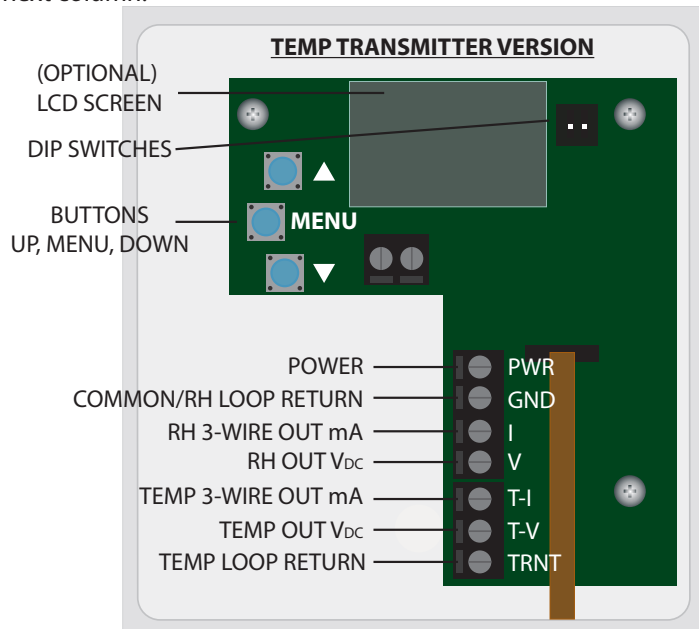 TEMP TRANSMITTER VERSION
(OPTIONAL)
LCD SCREEN
DIP SWITCHES
BUTTONS
UP, MENU, DOWN
MENU
POWER PWR
COMMON/RH LOOP RETURN GND
RH 3-WIRE OUT mA I
RH OUT VDC V
TEMP 3-WIRE OUT mA T-I
TEMP OUT VDC T-V
TEMP LOOP RETURN TRNT